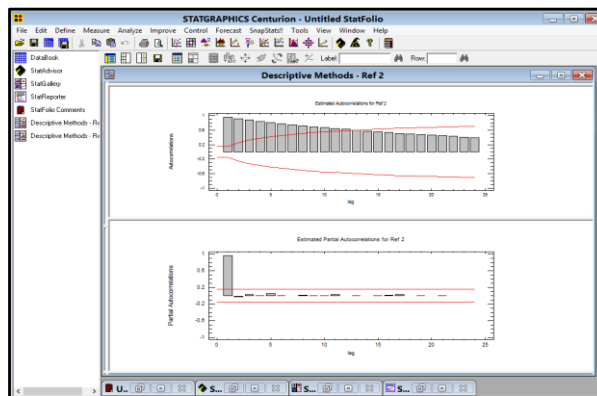 STATGRAPHICS Centurion - Untitled StatFolio
File Edit Define Measure Analyze Improve Control Forecast SnapStats!! Tools View Window Help
Label: Row:
DataBook
StatAdvisor
StatGallery
StatReporter
StatFolio Comments
Descriptive Methods - Re
Descriptive Methods - Re
Descriptive Methods - Ref 2
Estimated Autocorrelations for Ref 2
Autocorrelations
1
0.6
0.2
-0.2
-0.6
-1
0 5 10 15 20 25
lag
Estimated Partial Autocorrelations for Ref 2
Partial Autocorrelations
1
0.6
0.2
-0.2
-0.6
-1
0 5 10 15 20 25
lag
U... S... S... S...